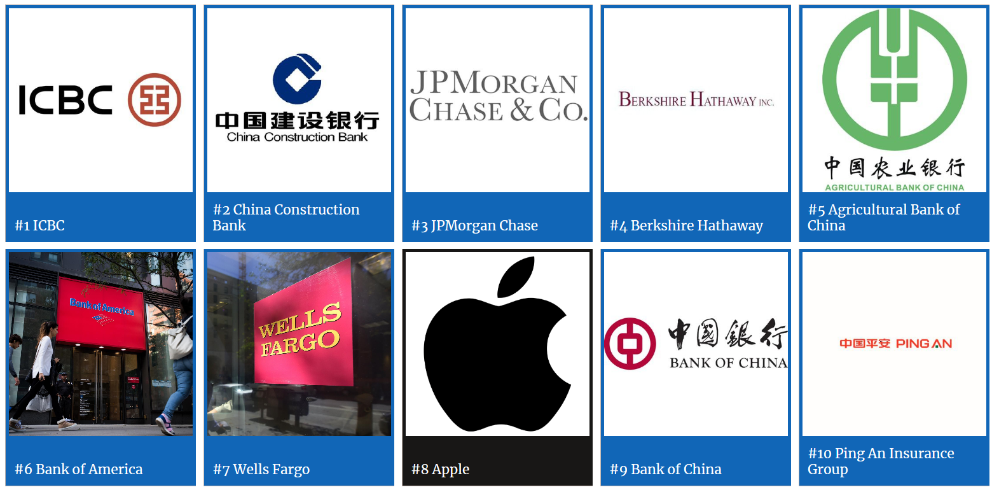 ICBC
中国建设银行
China Construction Bank
JPMORGAN
CHASE & CO.
BERKSHIRE HATHAWAY INC.
中国农业银行
AGRICULTURAL BANK OF CHINA
#1 ICBC
#2 China Construction
Bank
#3 JPMorgan Chase
#4 Berkshire Hathaway
#5 Agricultural Bank of
China
Bank of America
WELLS
FARGO
中國銀行
BANK OF CHINA
中国平安 PING AN
#6 Bank of America
#7 Wells Fargo
#8 Apple
#9 Bank of China
#10 Ping An Insurance
Group